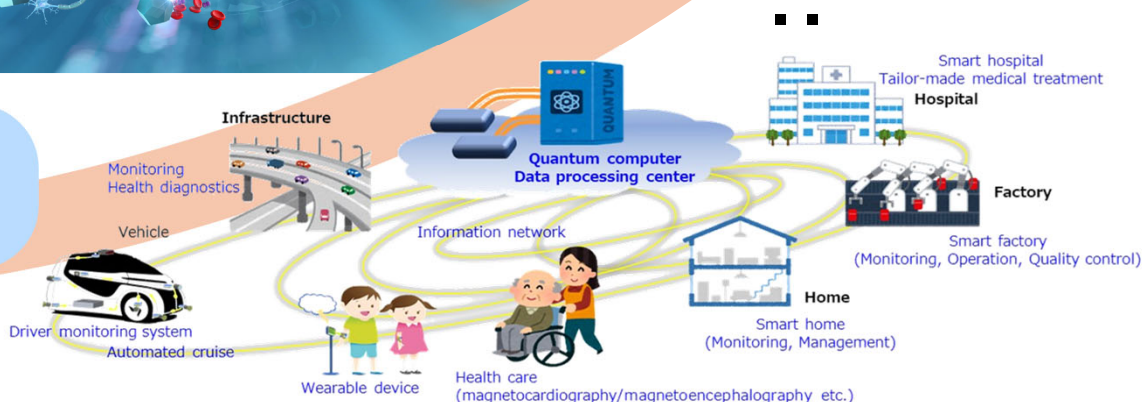 Smart hospital
Tailor-made medical treatment
Hospital
QUANTUM
Infrastructure
Monitoring
Health diagnostics
Quantum computer
Data processing center
Factory
Vehicle
Information network
Smart factory
(Monitoring, Operation, Quality control)
Home
Smart home
(Monitoring, Management)
Driver monitoring system
Automated cruise
Wearable device
Health care
(magnetocardiography/magnetoencephalography etc.)